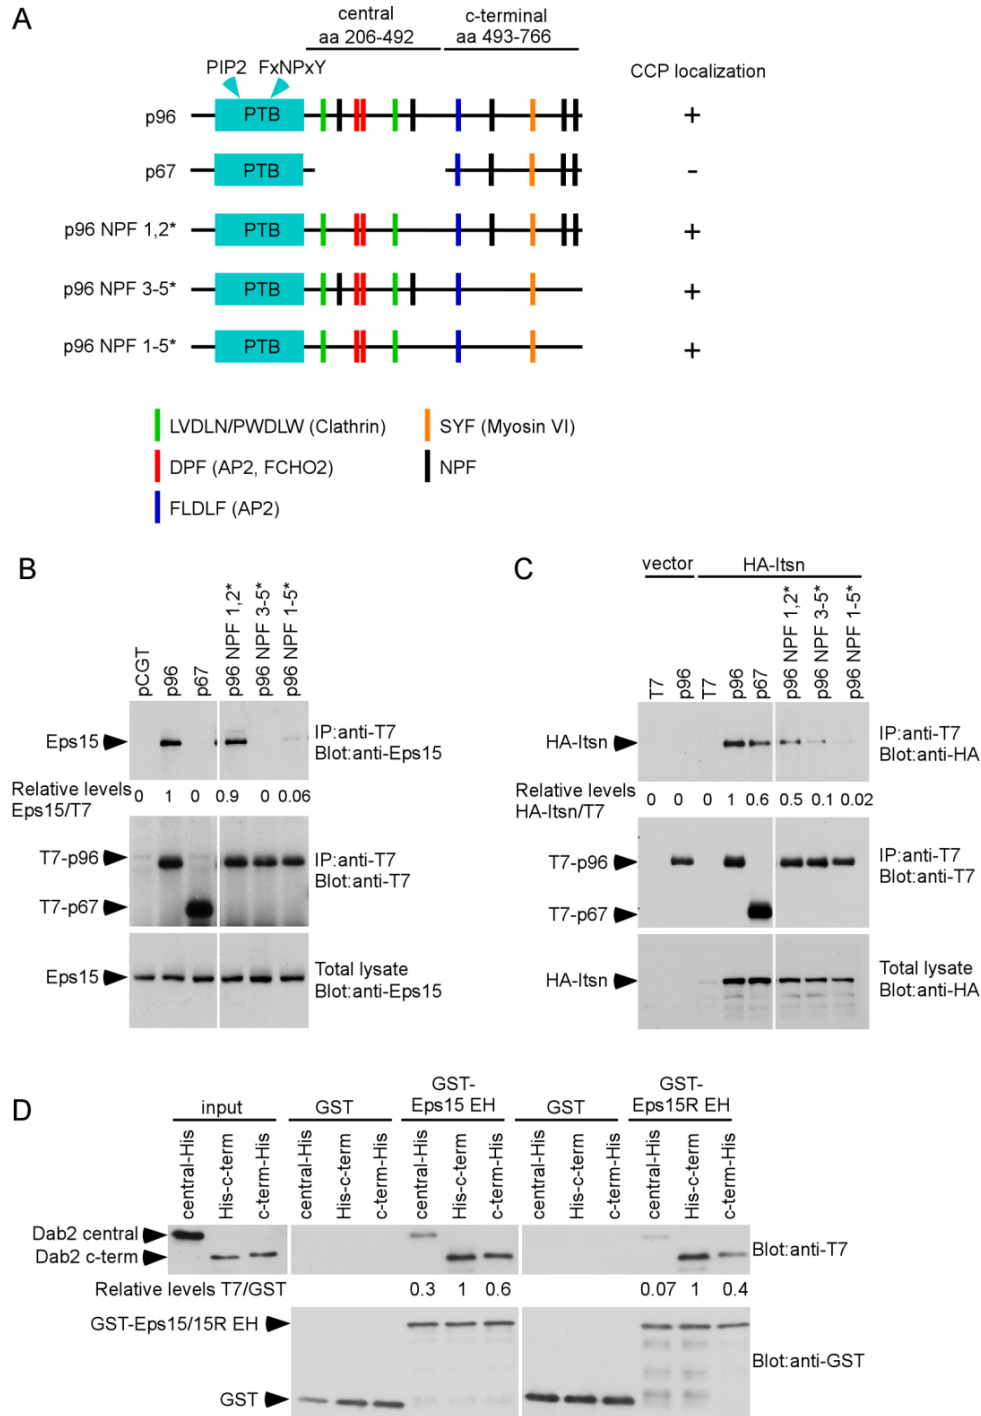 A
central
aa 206-492
c-terminal
aa 493-766
PIP2
FxNPxY
CCP localization
p96
PTB
+
p67
PTB
-
p96 NPF 1,2*
PTB
+
p96 NPF 3-5*
PTB
+
p96 NPF 1-5*
PTB
+
LVDLN/PWDLW (Clathrin)
SYF (Myosin VI)
DPF (AP2, FCHO2)
NPF
FLDLF (AP2)
B
pCGT
p96
p67
p96 NPF 1,2*
p96 NPF 3-5*
p96 NPF 1-5*
Eps15
IP:anti-T7
Blot:anti-Eps15
Relative levels
Eps15/T7
0 1 0 0.9 0 0.06
T7-p96
IP:anti-T7
Blot:anti-T7
T7-p67
Eps15
Total lysate
Blot:anti-Eps15
C
vector
HA-Itsn
T7
p96
T7
p96
p67
p96 NPF 1,2*
p96 NPF 3-5*
p96 NPF 1-5*
HA-Itsn
IP:anti-T7
Blot:anti-HA
Relative levels
HA-Itsn/T7
0 0 0 1 0.6 0.5 0.1 0.02
T7-p96
IP:anti-T7
Blot:anti-T7
T7-p67
HA-Itsn
Total lysate
Blot:anti-HA
D
input
GST
GST-
Eps15 EH
GST
GST-
Eps15R EH
central-His
His-c-term
c-term-His
central-His
His-c-term
c-term-His
central-His
His-c-term
c-term-His
central-His
His-c-term
c-term-His
central-His
His-c-term
c-term-His
Dab2 central
Dab2 c-term
Blot:anti-T7
Relative levels T7/GST
0.3 1 0.6 0.07 1 0.4
GST-Eps15/15R EH
Blot:anti-GST
GST